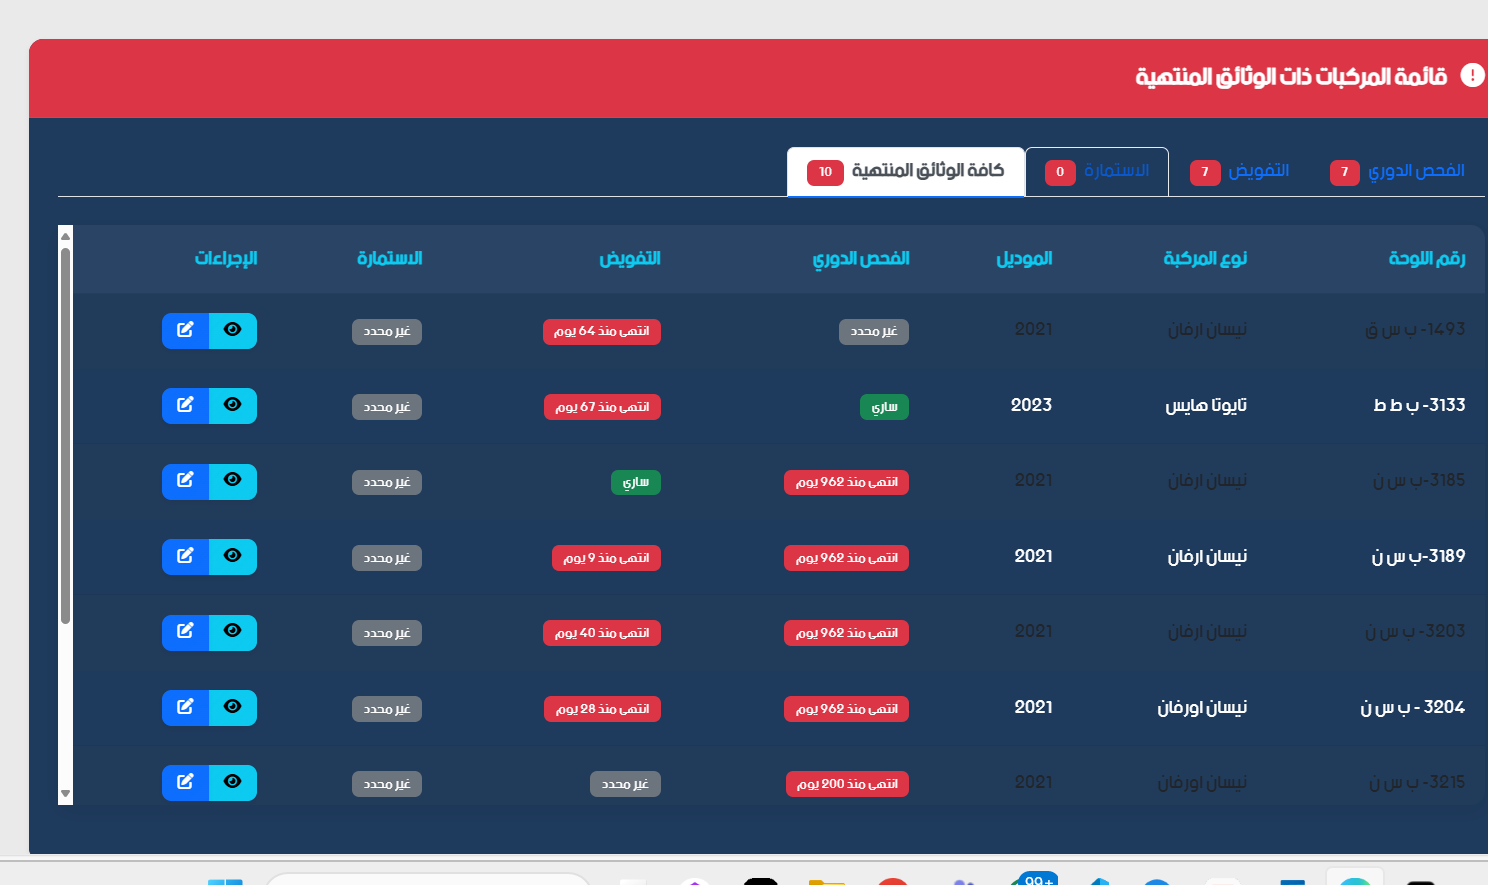 قائمة المركبات ذات الوثائق المنتهية
الفحص الدوري 7 التفويض 7 الاستمارة 0 كافة الوثائق المنتهية 10
رقم اللوحة نوع المركبة الموديل الفحص الدوري التفويض الاستمارة الإجراءات
1493- ب س ق نيسان ارفان 2021 غير محدد انتهى منذ 64 يوم غير محدد
3133- ب ط ط تايوتا هايس 2023 ساري انتهى منذ 67 يوم غير محدد
3185-ب س ن نيسان ارفان 2021 انتهى منذ 962 يوم ساري غير محدد
3189-ب س ن نيسان ارفان 2021 انتهى منذ 962 يوم انتهى منذ 9 يوم غير محدد
3203- ب س ن نيسان ارفان 2021 انتهى منذ 962 يوم انتهى منذ 40 يوم غير محدد
3204 - ب س ن نيسان اورفان 2021 انتهى منذ 962 يوم انتهى منذ 28 يوم غير محدد
3215- ب س ن نيسان اورفان 2021 انتهى منذ 200 يوم غير محدد غير محدد
99+